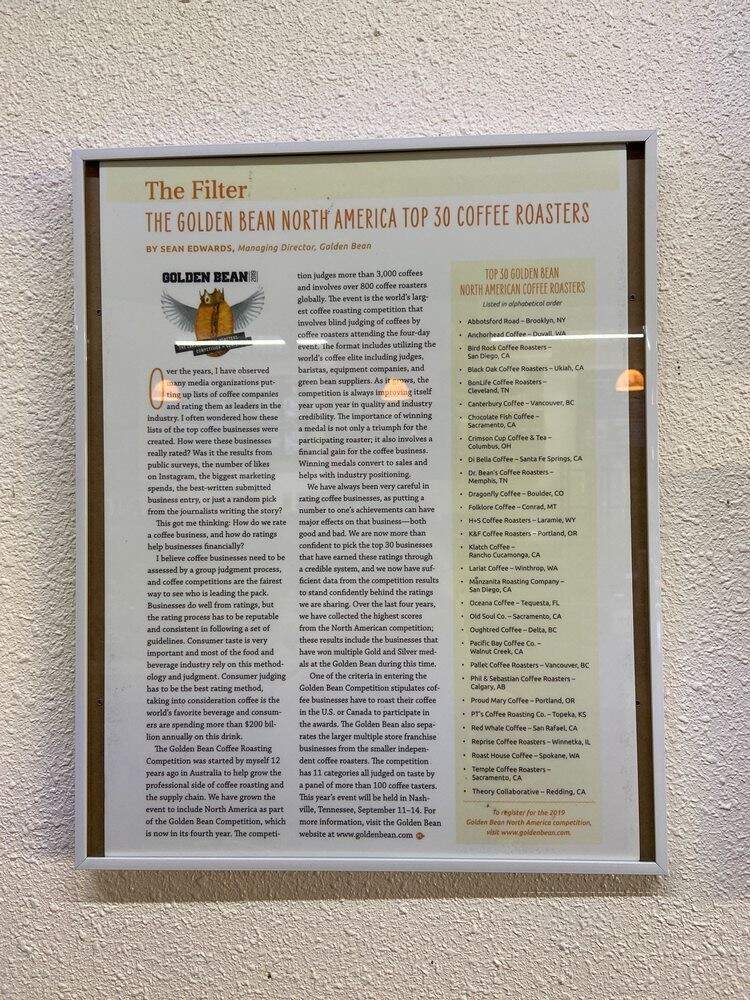 The Filter
THE GOLDEN BEAN NORTH AMERICA TOP 30 COFFEE ROASTERS
BY SEAN EDWARDS, Managing Director, Golden Bean
GOLDEN BEAN
Over the years, I have observed
many media organizations put-
ting up lists of coffee companies
and rating them as leaders in the
industry. I often wondered how these
lists of the top coffee businesses were
created. How were these businesses
really rated? Was it the results from
public surveys, the number of likes
on Instagram, the biggest marketing
spends, the best-written submitted
business entry, or just a random pick
from the journalists writing the story?
This got me thinking: How do we rate
a coffee business, and how do ratings
help businesses financially?
I believe coffee businesses need to be
assessed by a group judgment process,
and coffee competitions are the fairest
way to see who is leading the pack.
Businesses do well from ratings, but
the rating process has to be reputable
and consistent in following a set of
guidelines. Consumer taste is very
important and most of the food and
beverage industry rely on this method-
ology and judgment. Consumer judging
has to be the best rating method,
taking into consideration coffee is the
world's favorite beverage and consum-
ers are spending more than $200 bil-
lion annually on this drink.
The Golden Bean Coffee Roasting
Competition was started by myself 12
years ago in Australia to help grow the
professional side of coffee roasting and
the supply chain. We have grown the
event to include North America as part
of the Golden Bean Competition, which
is now in its fourth year. The competi-
tion judges more than 3,000 coffees
and involves over 800 coffee roasters
globally. The event is the world's larg-
est coffee roasting competition that
involves blind judging of coffees by
coffee roasters attending the four-day
event. The format includes utilizing the
world's coffee elite including judges,
baristas, equipment companies, and
green bean suppliers. As it grows, the
competition is always improving itself
year upon year in quality and industry
credibility. The importance of winning
a medal is not only a triumph for the
participating roaster; it also involves a
financial gain for the coffee business.
Winning medals convert to sales and
helps with industry positioning.
We have always been very careful in
rating coffee businesses, as putting a
number to one's achievements can have
major effects on that business—both
good and bad. We are now more than
confident to pick the top 30 businesses
that have earned these ratings through
a credible system, and we now have suf-
ficient data from the competition results
to stand confidently behind the ratings
we are sharing. Over the last four years,
we have collected the highest scores
from the North American competition;
these results include the businesses that
have won multiple Gold and Silver med-
als at the Golden Bean during this time.
One of the criteria in entering the
Golden Bean Competition stipulates cof-
fee businesses have to roast their coffee
in the U.S. or Canada to participate in
the awards. The Golden Bean also sepa-
rates the larger multiple store franchise
businesses from the smaller indepen-
dent coffee roasters. The competition
has 11 categories all judged on taste by
a panel of more than 100 coffee tasters.
This year's event will be held in Nash-
ville, Tennessee, September 11–14. For
more information, visit the Golden Bean
website at www.goldenbean.com
TOP 30 GOLDEN BEAN
NORTH AMERICAN COFFEE ROASTERS
Listed in alphabetical order
• Abbotsford Road – Brooklyn, NY
• Anchorhead Coffee – Duvall, WA
• Bird Rock Coffee Roasters –
San Diego, CA
• Black Oak Coffee Roasters – Ukiah, CA
• BonLife Coffee Roasters –
Cleveland, TN
• Canterbury Coffee – Vancouver, BC
• Chocolate Fish Coffee –
Sacramento, CA
• Crimson Cup Coffee & Tea –
Columbus, OH
• Di Bella Coffee – Santa Fe Springs, CA
• Dr. Bean's Coffee Roasters –
Memphis, TN
• Dragonfly Coffee – Boulder, CO
• Folklore Coffee – Conrad, MT
• H+S Coffee Roasters – Laramie, WY
• K&F Coffee Roasters – Portland, OR
• Klatch Coffee –
Rancho Cucamonga, CA
• Lariat Coffee – Winthrop, WA
• Manzanita Roasting Company –
San Diego, CA
• Oceana Coffee – Tequesta, FL
• Old Soul Co. – Sacramento, CA
• Oughtred Coffee – Delta, BC
• Pacific Bay Coffee Co. –
Walnut Creek, CA
• Pallet Coffee Roasters – Vancouver, BC
• Phil & Sebastian Coffee Roasters –
Calgary, AB
• Proud Mary Coffee – Portland, OR
• PT's Coffee Roasting Co. – Topeka, KS
• Red Whale Coffee – San Rafael, CA
• Reprise Coffee Roasters – Winnetka, IL
• Roast House Coffee – Spokane, WA
• Temple Coffee Roasters –
Sacramento, CA
• Theory Collaborative – Redding, CA
To register for the 2019
Golden Bean North America competition,
visit www.goldenbean.com.